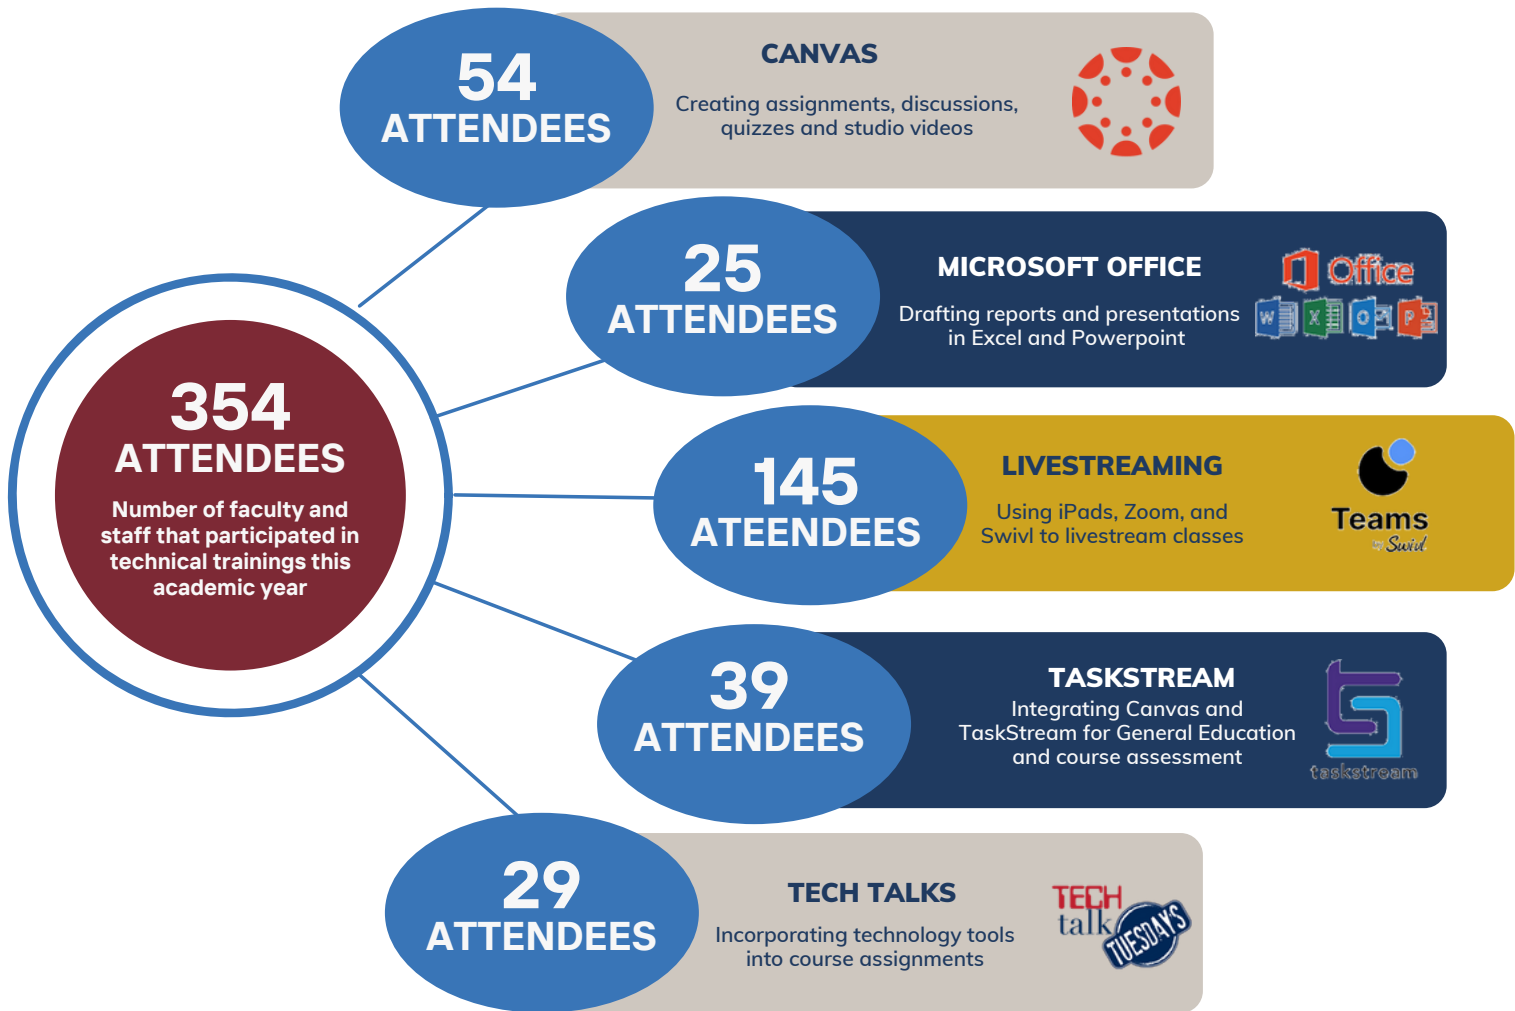 54
ATTENDEES
CANVAS
Creating assignments, discussions,
quizzes and studio videos
25
ATTENDEES
MICROSOFT OFFICE
Drafting reports and presentations
in Excel and Powerpoint
Office
W X O P
354
ATTENDEES
Number of faculty and
staff that participated in
technical trainings this
academic year
145
ATEENDEES
LIVESTREAMING
Using iPads, Zoom, and
Swivl to livestream classes
Teams
by Swivl
39
ATTENDEES
TASKSTREAM
Integrating Canvas and
TaskStream for General Education
and course assessment
taskstream
29
ATTENDEES
TECH TALKS
Incorporating technology tools
into course assignments
TECH
talk
TUESDAYS